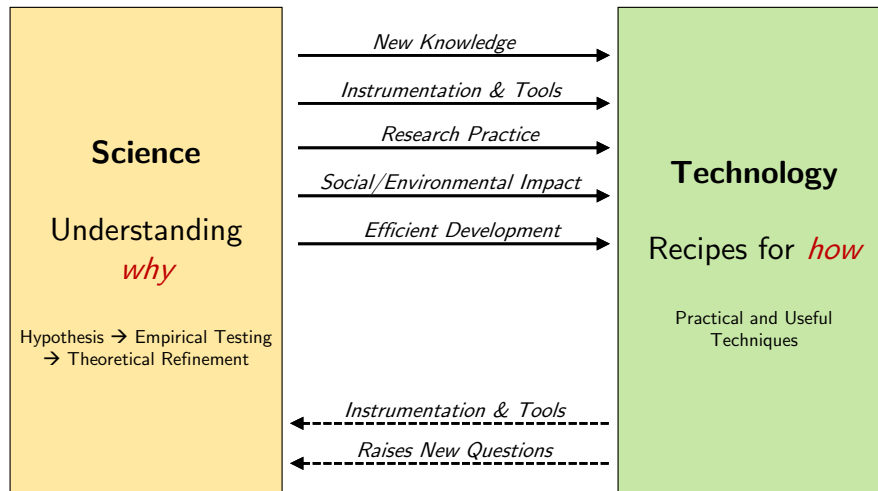 Science
Understanding
why
Hypothesis → Empirical Testing
→ Theoretical Refinement
New Knowledge
Instrumentation & Tools
Research Practice
Social/Environmental Impact
Efficient Development
Instrumentation & Tools
Raises New Questions
Technology
Recipes for how
Practical and Useful
Techniques